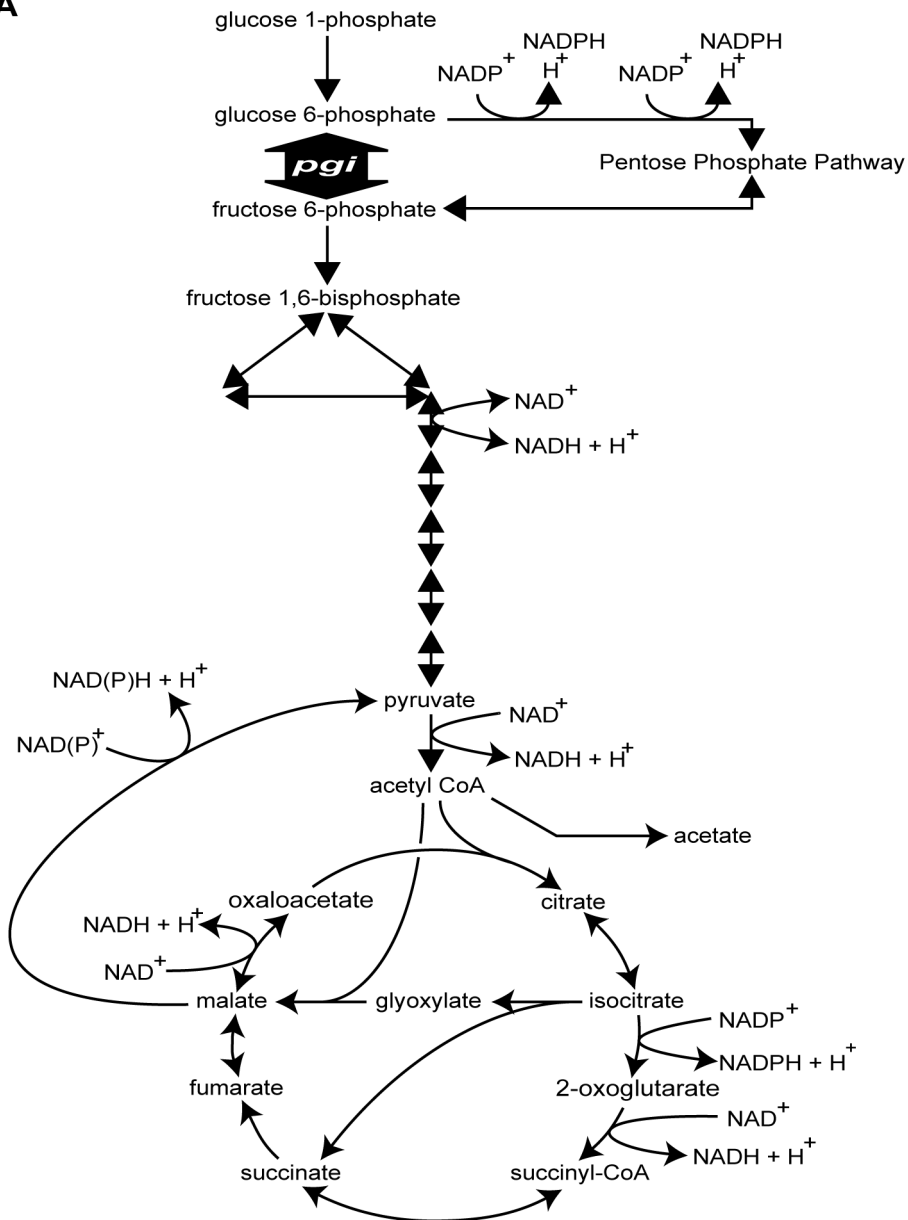 A
glucose 1-phosphate
NADPH
NADP+ H+
NADPH
NADP+ H+
glucose 6-phosphate
pgi
Pentose Phosphate Pathway
fructose 6-phosphate
fructose 1,6-bisphosphate
NAD+
NADH + H+
NAD(P)H + H+
NAD(P)+
pyruvate
NAD+
NADH + H+
acetyl CoA
acetate
oxaloacetate
citrate
NADH + H+
NAD+
malate
glyoxylate
isocitrate
NADP+
NADPH + H+
fumarate
2-oxoglutarate
NAD+
NADH + H+
succinate
succinyl-CoA